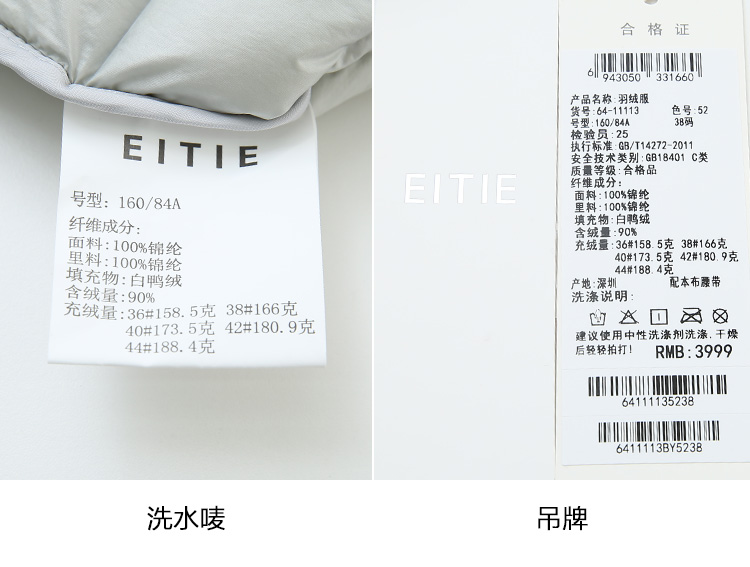 EITIE
号型: 160/84A
纤维成分:
面料: 100%锦纶
里料: 100%锦纶
填充物: 白鸭绒
含绒量: 90%
充绒量: 36#158.5克 38#166克
40#173.5克 42#180.9克
44#188.4克
洗水唛
EITIE
合格证
6 943050 331660
产品名称: 羽绒服
货号: 64-11113 色号: 52
号型: 160/84A 38码
检验员: 25
执行标准: GB/T14272-2011
安全技术类别: GB18401 C类
质量等级: 合格品
纤维成分:
面料: 100%锦纶
里料: 100%锦纶
填充物: 白鸭绒
含绒量: 90%
充绒量: 36#158.5克 38#166克
40#173.5克 42#180.9克
44#188.4克
产地: 深圳 配本布腰带
洗涤说明:
建议使用中性洗涤剂洗涤.干燥
后轻轻拍打! RMB: 3999
64111135238
6411113BY5238
吊牌